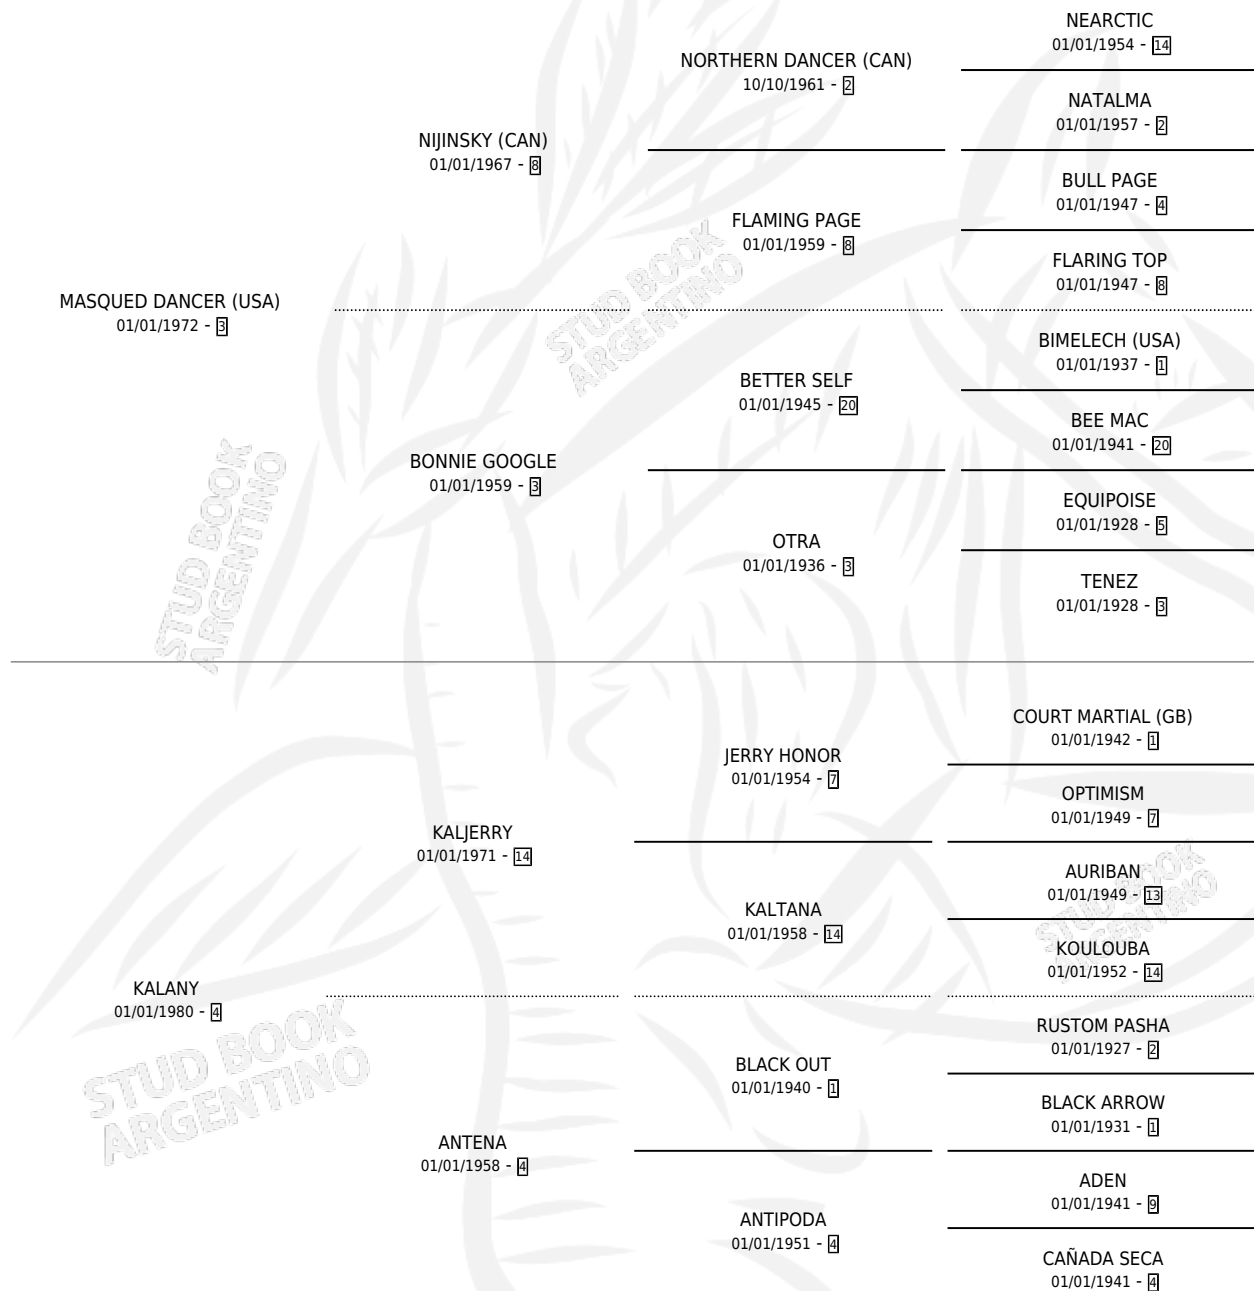 NEARCTIC
01/01/1954 - 14
NORTHERN DANCER (CAN)
10/10/1961 - 2
NATALMA
01/01/1957 - 2
NIJINSKY (CAN)
01/01/1967 - 8
BULL PAGE
01/01/1947 - 4
FLAMING PAGE
01/01/1959 - 8
FLARING TOP
01/01/1947 - 8
MASQUED DANCER (USA)
01/01/1972 - 3
BIMELECH (USA)
01/01/1937 - 1
BETTER SELF
01/01/1945 - 20
BEE MAC
01/01/1941 - 20
BONNIE GOOGLE
01/01/1959 - 3
EQUIPOISE
01/01/1928 - 5
OTRA
01/01/1936 - 3
TENEZ
01/01/1928 - 3
COURT MARTIAL (GB)
01/01/1942 - 1
JERRY HONOR
01/01/1954 - 7
OPTIMISM
01/01/1949 - 7
KALJERRY
01/01/1971 - 14
AURIBAN
01/01/1949 - 13
KALTANA
01/01/1958 - 14
KOULOUBA
01/01/1952 - 14
KALANY
01/01/1980 - 4
RUSTOM PASHA
01/01/1927 - 2
BLACK OUT
01/01/1940 - 1
BLACK ARROW
01/01/1931 - 1
ANTENA
01/01/1958 - 4
ADEN
01/01/1941 - 9
ANTIPODA
01/01/1951 - 4
CAÑADA SECA
01/01/1941 - 4
STUD BOOK
ARGENTINO
STUD BOOK
ARGENTINO
STUD BOOK
ARGENTINO
STUD BOOK
ARGENTINO